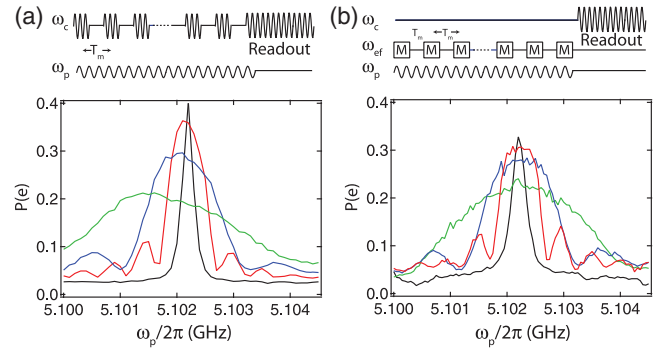 (a)
ω_c
←T_m→
Readout
ω_p
0.4
0.3
0.2
0.1
0.0
P(e)
5.100 5.101 5.102 5.103 5.104
ω_p/2π (GHz)
(b)
ω_c
T_m ←T_m→
Readout
ω_ef M M M M M M
ω_p
0.4
0.3
0.2
0.1
0.0
P(e)
5.100 5.101 5.102 5.103 5.104
ω_p/2π (GHz)